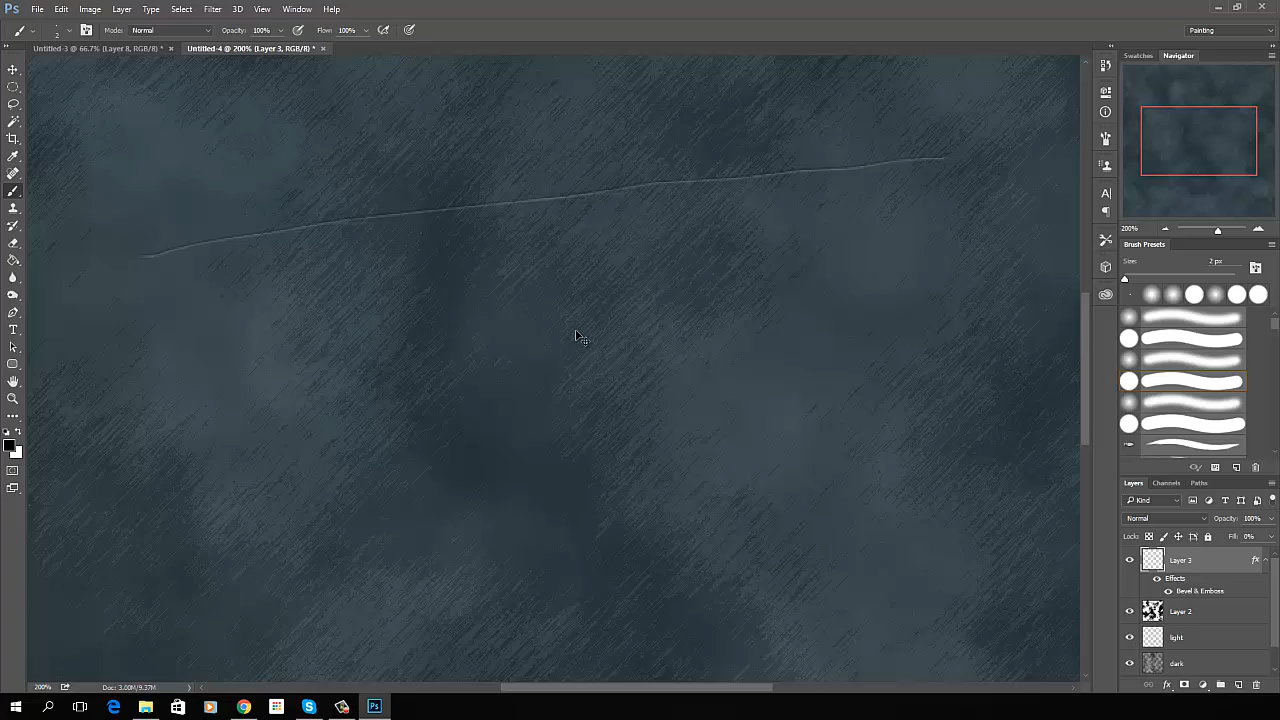 Ps File Edit Image Layer Type Select Filter 3D View Window Help
2 Mode: Normal Opacity: 100% Flow: 100% Painting
Untitled-3 @ 66.7% (Layer 8, RGB/8) * × Untitled-4 @ 200% (Layer 3, RGB/8) * ×
Swatches Navigator
200%
Brush Presets
Size: 2 px
Layers Channels Paths
Kind
Normal Opacity: 100%
Lock: Fill: 0%
Layer 3 fx
Effects
Bevel & Emboss
Layer 2
light
dark
200% Doc: 3.00M/9.37M